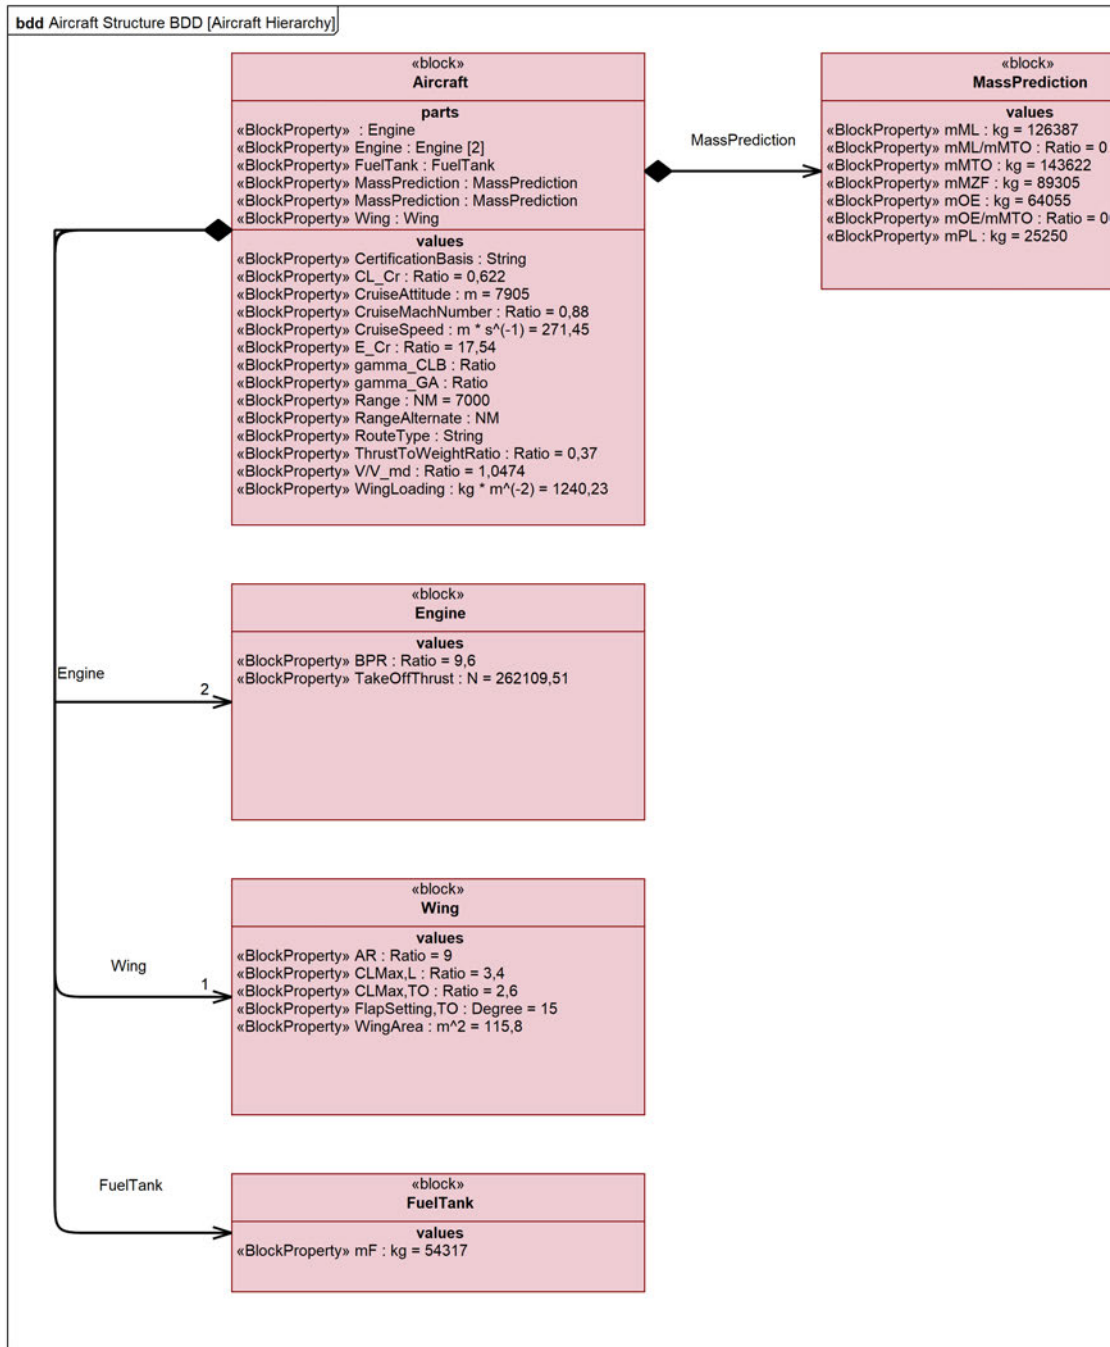 bdd Aircraft Structure BDD [Aircraft Hierarchy]
«block»
Aircraft
parts
«BlockProperty» : Engine
«BlockProperty» Engine : Engine [2]
«BlockProperty» FuelTank : FuelTank
«BlockProperty» MassPrediction : MassPrediction
«BlockProperty» MassPrediction : MassPrediction
«BlockProperty» Wing : Wing
values
«BlockProperty» CertificationBasis : String
«BlockProperty» CL_Cr : Ratio = 0,622
«BlockProperty» CruiseAttitude : m = 7905
«BlockProperty» CruiseMachNumber : Ratio = 0,88
«BlockProperty» CruiseSpeed : m * s^(-1) = 271,45
«BlockProperty» E_Cr : Ratio = 17,54
«BlockProperty» gamma_CLB : Ratio
«BlockProperty» gamma_GA : Ratio
«BlockProperty» Range : NM = 7000
«BlockProperty» RangeAlternate : NM
«BlockProperty» RouteType : String
«BlockProperty» ThrustToWeightRatio : Ratio = 0,37
«BlockProperty» V/V_md : Ratio = 1,0474
«BlockProperty» WingLoading : kg * m^(-2) = 1240,23
MassPrediction
«block»
MassPrediction
values
«BlockProperty» mML : kg = 126387
«BlockProperty» mML/mMTO : Ratio = 0
«BlockProperty» mMTO : kg = 143622
«BlockProperty» mMZF : kg = 89305
«BlockProperty» mOE : kg = 64055
«BlockProperty» mOE/mMTO : Ratio = 0
«BlockProperty» mPL : kg = 25250
Engine
2
«block»
Engine
values
«BlockProperty» BPR : Ratio = 9,6
«BlockProperty» TakeOffThrust : N = 262109,51
Wing
1
«block»
Wing
values
«BlockProperty» AR : Ratio = 9
«BlockProperty» CLMax,L : Ratio = 3,4
«BlockProperty» CLMax,TO : Ratio = 2,6
«BlockProperty» FlapSetting,TO : Degree = 15
«BlockProperty» WingArea : m^2 = 115,8
FuelTank
«block»
FuelTank
values
«BlockProperty» mF : kg = 54317